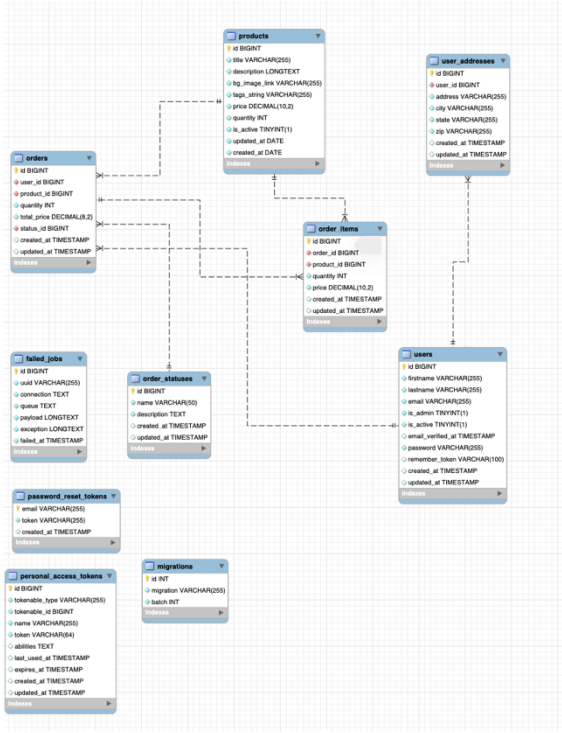 products
id BIGINT
title VARCHAR(255)
description LONGTEXT
bg_image_link VARCHAR(255)
tags_string VARCHAR(255)
price DECIMAL(10,2)
quantity INT
is_active TINYINT(1)
updated_at DATE
created_at DATE
Indexes
user_addresses
id BIGINT
user_id BIGINT
address VARCHAR(255)
city VARCHAR(255)
state VARCHAR(255)
zip VARCHAR(255)
created_at TIMESTAMP
updated_at TIMESTAMP
Indexes
orders
id BIGINT
user_id BIGINT
product_id BIGINT
quantity INT
total_price DECIMAL(8,2)
status_id BIGINT
created_at TIMESTAMP
updated_at TIMESTAMP
Indexes
order_items
id BIGINT
order_id BIGINT
product_id BIGINT
quantity INT
price DECIMAL(10,2)
created_at TIMESTAMP
updated_at TIMESTAMP
Indexes
failed_jobs
id BIGINT
uuid VARCHAR(255)
connection TEXT
queue TEXT
payload LONGTEXT
exception LONGTEXT
failed_at TIMESTAMP
Indexes
order_statuses
id BIGINT
name VARCHAR(50)
description TEXT
created_at TIMESTAMP
updated_at TIMESTAMP
Indexes
users
id BIGINT
firstname VARCHAR(255)
lastname VARCHAR(255)
email VARCHAR(255)
is_admin TINYINT(1)
is_active TINYINT(1)
email_verified_at TIMESTAMP
password VARCHAR(255)
remember_token VARCHAR(100)
created_at TIMESTAMP
updated_at TIMESTAMP
Indexes
password_reset_tokens
email VARCHAR(255)
token VARCHAR(255)
created_at TIMESTAMP
Indexes
personal_access_tokens
id BIGINT
tokenable_type VARCHAR(255)
tokenable_id BIGINT
name VARCHAR(255)
token VARCHAR(64)
abilities TEXT
last_used_at TIMESTAMP
expires_at TIMESTAMP
created_at TIMESTAMP
updated_at TIMESTAMP
Indexes
migrations
id INT
migration VARCHAR(255)
batch INT
Indexes